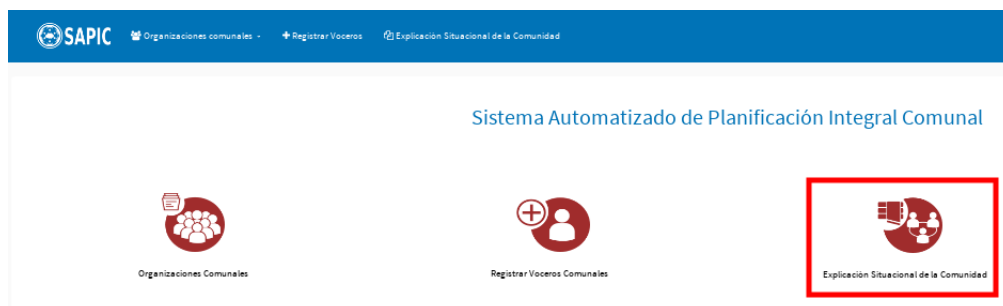 SAPIC Organizaciones comunales Registrar Voceros Explicación Situacional de la Comunidad
Sistema Automatizado de Planificación Integral Comunal
Organizaciones Comunales Registrar Voceros Comunales Explicación Situacional de la Comunidad